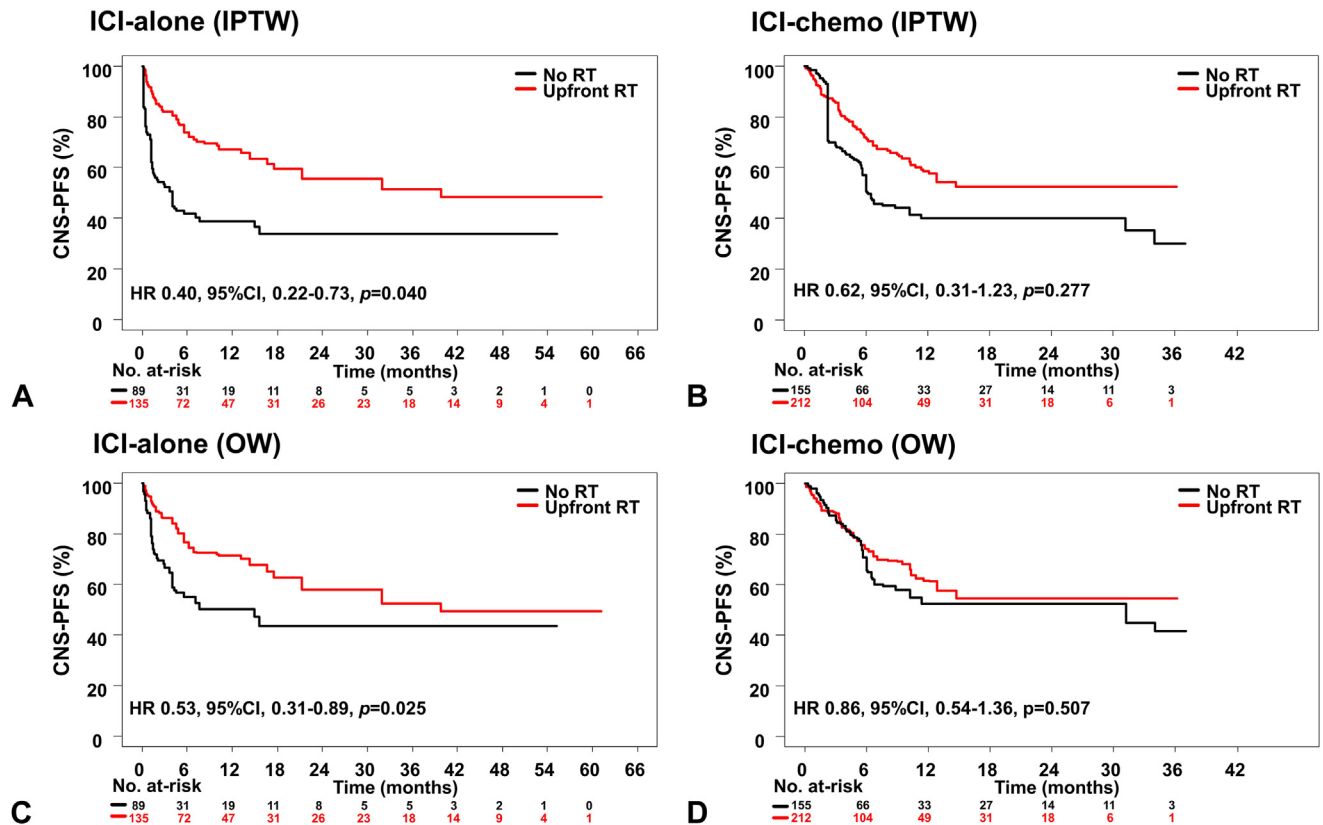 ICI-alone (IPTW)
CNS-PFS (%)
100
80
60
40
20
0
No RT
Upfront RT
HR 0.40, 95%CI, 0.22-0.73, p=0.040
0 6 12 18 24 30 36 42 48 54 60 66
No. at-risk
Time (months)
89 31 19 11 8 5 5 3 2 1 0
135 72 47 31 26 23 18 14 9 4 1
A
ICI-chemo (IPTW)
CNS-PFS (%)
100
80
60
40
20
0
No RT
Upfront RT
HR 0.62, 95%CI, 0.31-1.23, p=0.277
0 6 12 18 24 30 36 42
No. at-risk
Time (months)
155 66 33 27 14 11 3
212 104 49 31 18 6 1
B
ICI-alone (OW)
CNS-PFS (%)
100
80
60
40
20
0
No RT
Upfront RT
HR 0.53, 95%CI, 0.31-0.89, p=0.025
0 6 12 18 24 30 36 42 48 54 60 66
No. at-risk
Time (months)
89 31 19 11 8 5 5 3 2 1 0
135 72 47 31 26 23 18 14 9 4 1
C
ICI-chemo (OW)
CNS-PFS (%)
100
80
60
40
20
0
No RT
Upfront RT
HR 0.86, 95%CI, 0.54-1.36, p=0.507
0 6 12 18 24 30 36 42
No. at-risk
Time (months)
155 66 33 27 14 11 3
212 104 49 31 18 6 1
D